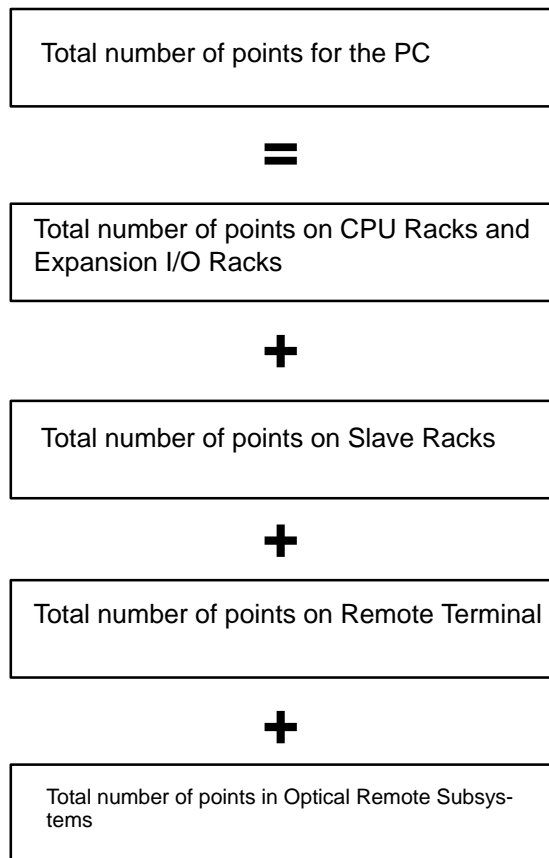 Total number of points for the PC
=
Total number of points on CPU Racks and
Expansion I/O Racks
+
Total number of points on Slave Racks
+
Total number of points on Remote Terminal
+
Total number of points in Optical Remote Subsys-
tems